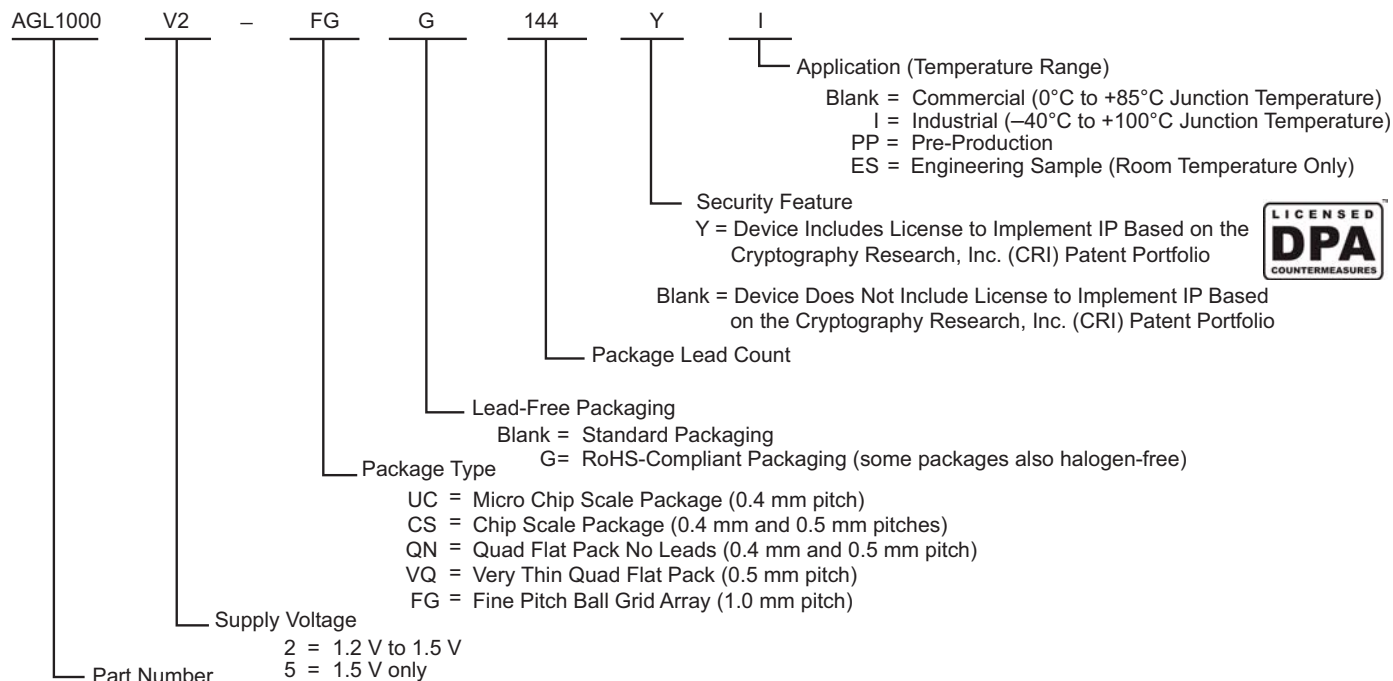 AGL1000 V2 – FG G 144 Y I
Application (Temperature Range)
Blank = Commercial (0°C to +85°C Junction Temperature)
I = Industrial (–40°C to +100°C Junction Temperature)
PP = Pre-Production
ES = Engineering Sample (Room Temperature Only)
Security Feature
Y = Device Includes License to Implement IP Based on the
Cryptography Research, Inc. (CRI) Patent Portfolio
LICENSED
DPA
COUNTERMEASURES
™
Blank = Device Does Not Include License to Implement IP Based
on the Cryptography Research, Inc. (CRI) Patent Portfolio
Package Lead Count
Lead-Free Packaging
Blank = Standard Packaging
G= RoHS-Compliant Packaging (some packages also halogen-free)
Package Type
UC = Micro Chip Scale Package (0.4 mm pitch)
CS = Chip Scale Package (0.4 mm and 0.5 mm pitches)
QN = Quad Flat Pack No Leads (0.4 mm and 0.5 mm pitch)
VQ = Very Thin Quad Flat Pack (0.5 mm pitch)
FG = Fine Pitch Ball Grid Array (1.0 mm pitch)
Supply Voltage
2 = 1.2 V to 1.5 V
5 = 1.5 V only
Part Number